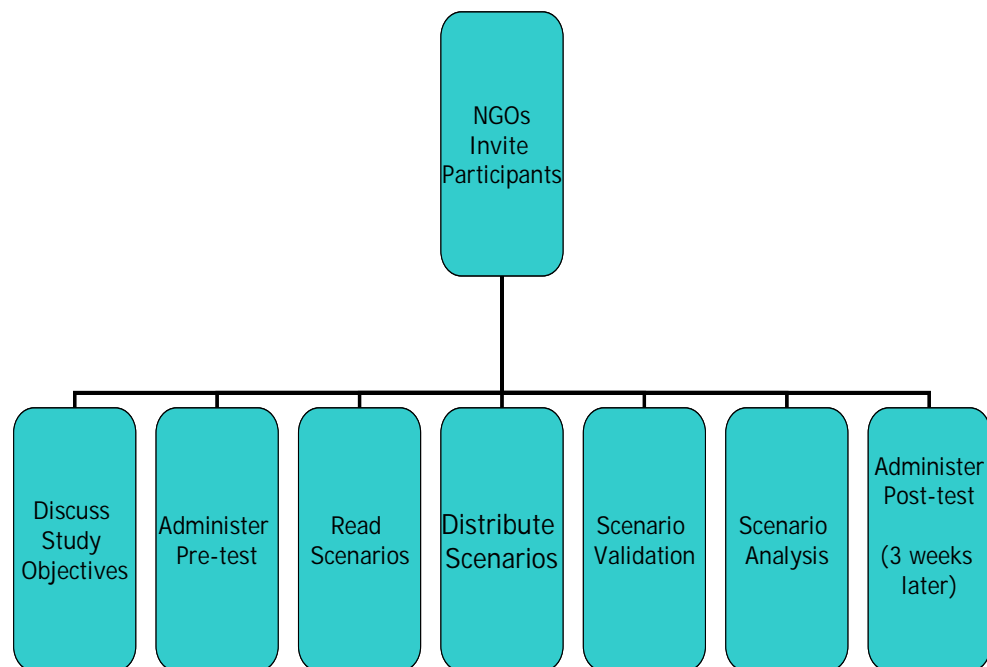 NGOs
Invite
Participants
Discuss
Study
Objectives
Administer
Pre-test
Read
Scenarios
Distribute
Scenarios
Scenario
Validation
Scenario
Analysis
Administer
Post-test
(3 weeks
later)